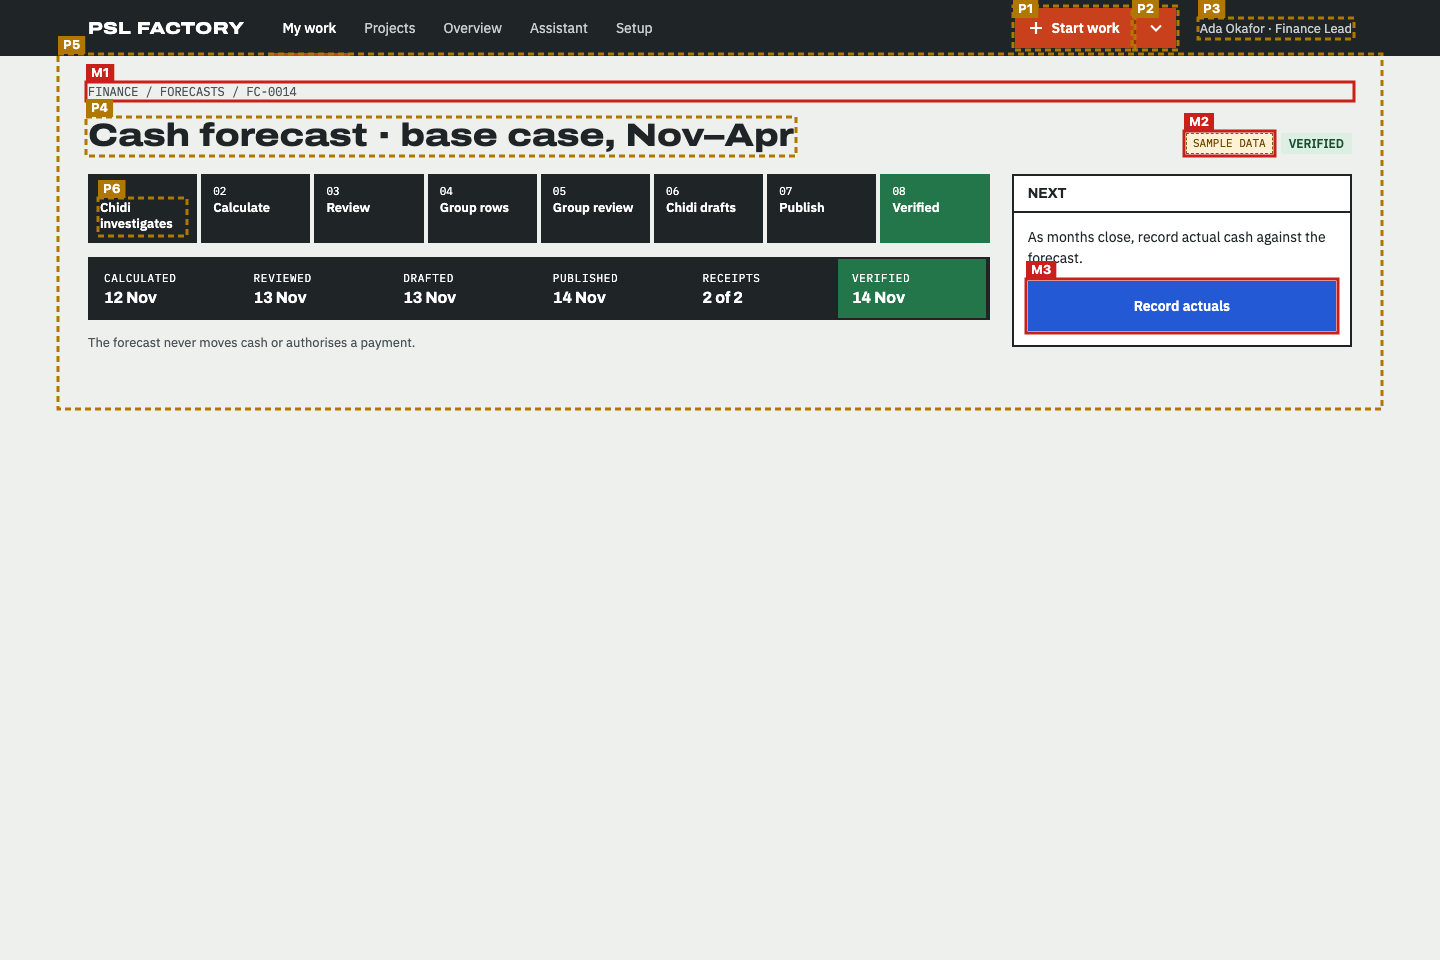 PSL FACTORY
My work
Projects
Overview
Assistant
Setup
P1
+ Start work
P2
P3
Ada Okafor · Finance Lead
P5
M1
FINANCE / FORECASTS / FC-0014
P4
Cash forecast · base case, Nov–Apr
M2
SAMPLE DATA
VERIFIED
P6
Chidi
investigates
02
Calculate
03
Review
04
Group rows
05
Group review
06
Chidi drafts
07
Publish
08
Verified
CALCULATED
12 Nov
REVIEWED
13 Nov
DRAFTED
13 Nov
PUBLISHED
14 Nov
RECEIPTS
2 of 2
VERIFIED
14 Nov
The forecast never moves cash or authorises a payment.
NEXT
As months close, record actual cash against the
forecast.
M3
Record actuals